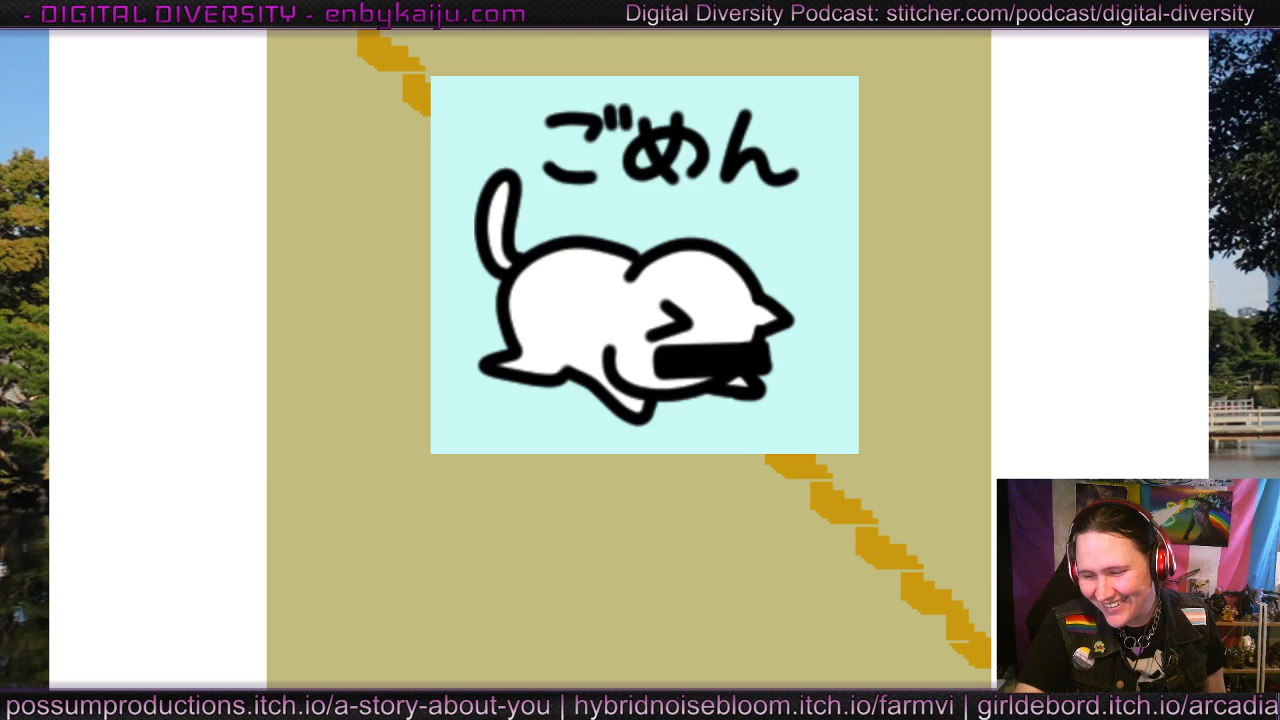 - DIGITAL DIVERSITY - enbykaiju.com
Digital Diversity Podcast: stitcher.com/podcast/digital-diversity
ごめん
possumproductions.itch.io/a-story-about-you | hybridnoisebloom.itch.io/farmvi | girldebord.itch.io/arcadia